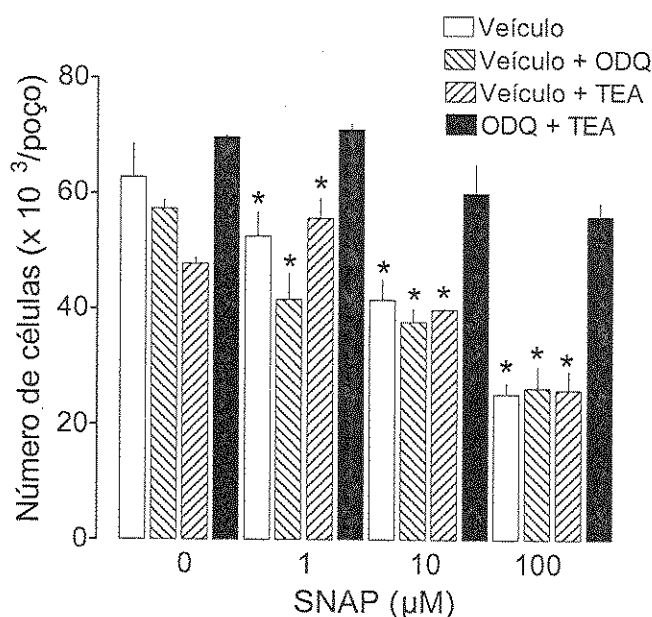 Veículo
Veículo + ODQ
Veículo + TEA
ODQ + TEA
Número de células (x 10 ³/poço)
80
60
40
20
0
* *
*
*
* *
* * *
0 1 10 100
SNAP (µM)